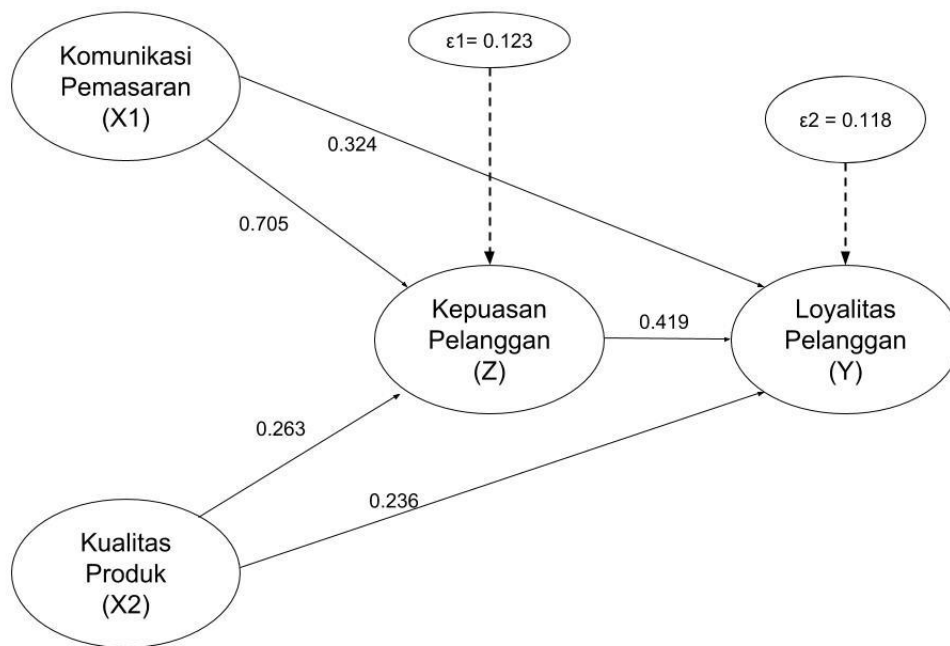 Komunikasi
Pemasaran
(X1)
ε1= 0.123
ε2 = 0.118
0.324
0.705
Kepuasan
Pelanggan
(Z)
0.419
Loyalitas
Pelanggan
(Y)
0.263
0.236
Kualitas
Produk
(X2)